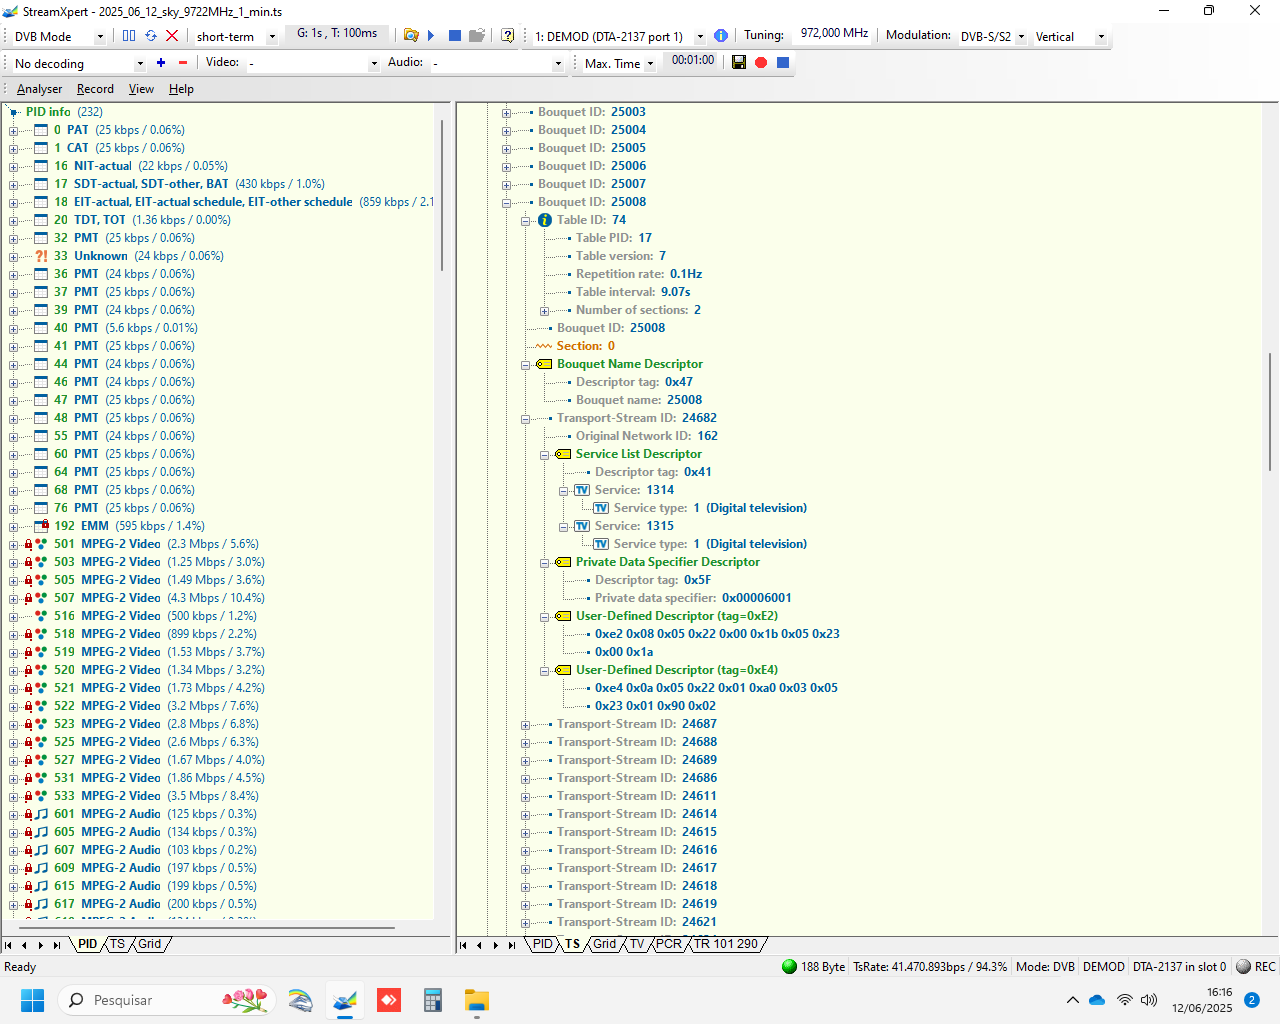 StreamXpert - 2025_06_12_sky_9722MHz_1_min.ts
DVB Mode short-term G: 1s , T: 100ms 1: DEMOD (DTA-2137 port 1) Tuning: 972,000 MHz Modulation: DVB-S/S2 Vertical
No decoding Video: - Audio: - Max. Time 00:01:00
Analyser Record View Help
PID info (232)
0 PAT (25 kbps / 0.06%)
1 CAT (25 kbps / 0.06%)
16 NIT-actual (22 kbps / 0.05%)
17 SDT-actual, SDT-other, BAT (430 kbps / 1.0%)
18 EIT-actual, EIT-actual schedule, EIT-other schedule (859 kbps / 2.1
20 TDT, TOT (1.36 kbps / 0.00%)
32 PMT (25 kbps / 0.06%)
?! 33 Unknown (24 kbps / 0.06%)
36 PMT (24 kbps / 0.06%)
37 PMT (25 kbps / 0.06%)
39 PMT (24 kbps / 0.06%)
40 PMT (5.6 kbps / 0.01%)
41 PMT (25 kbps / 0.06%)
44 PMT (24 kbps / 0.06%)
46 PMT (24 kbps / 0.06%)
47 PMT (25 kbps / 0.06%)
48 PMT (25 kbps / 0.06%)
55 PMT (24 kbps / 0.06%)
60 PMT (25 kbps / 0.06%)
64 PMT (25 kbps / 0.06%)
68 PMT (25 kbps / 0.06%)
76 PMT (25 kbps / 0.06%)
192 EMM (595 kbps / 1.4%)
501 MPEG-2 Video (2.3 Mbps / 5.6%)
503 MPEG-2 Video (1.25 Mbps / 3.0%)
505 MPEG-2 Video (1.49 Mbps / 3.6%)
507 MPEG-2 Video (4.3 Mbps / 10.4%)
516 MPEG-2 Video (500 kbps / 1.2%)
518 MPEG-2 Video (899 kbps / 2.2%)
519 MPEG-2 Video (1.53 Mbps / 3.7%)
520 MPEG-2 Video (1.34 Mbps / 3.2%)
521 MPEG-2 Video (1.73 Mbps / 4.2%)
522 MPEG-2 Video (3.2 Mbps / 7.6%)
523 MPEG-2 Video (2.8 Mbps / 6.8%)
525 MPEG-2 Video (2.6 Mbps / 6.3%)
527 MPEG-2 Video (1.67 Mbps / 4.0%)
531 MPEG-2 Video (1.86 Mbps / 4.5%)
533 MPEG-2 Video (3.5 Mbps / 8.4%)
601 MPEG-2 Audio (125 kbps / 0.3%)
605 MPEG-2 Audio (134 kbps / 0.3%)
607 MPEG-2 Audio (103 kbps / 0.2%)
609 MPEG-2 Audio (197 kbps / 0.5%)
615 MPEG-2 Audio (199 kbps / 0.5%)
617 MPEG-2 Audio (200 kbps / 0.5%)
PID TS Grid
Bouquet ID: 25003
Bouquet ID: 25004
Bouquet ID: 25005
Bouquet ID: 25006
Bouquet ID: 25007
Bouquet ID: 25008
Table ID: 74
Table PID: 17
Table version: 7
Repetition rate: 0.1Hz
Table interval: 9.07s
Number of sections: 2
Bouquet ID: 25008
Section: 0
Bouquet Name Descriptor
Descriptor tag: 0x47
Bouquet name: 25008
Transport-Stream ID: 24682
Original Network ID: 162
Service List Descriptor
Descriptor tag: 0x41
TV Service: 1314
TV Service type: 1 (Digital television)
TV Service: 1315
TV Service type: 1 (Digital television)
Private Data Specifier Descriptor
Descriptor tag: 0x5F
Private data specifier: 0x00006001
User-Defined Descriptor (tag=0xE2)
0xe2 0x08 0x05 0x22 0x00 0x1b 0x05 0x23
0x00 0x1a
User-Defined Descriptor (tag=0xE4)
0xe4 0x0a 0x05 0x22 0x01 0xa0 0x03 0x05
0x23 0x01 0x90 0x02
Transport-Stream ID: 24687
Transport-Stream ID: 24688
Transport-Stream ID: 24689
Transport-Stream ID: 24686
Transport-Stream ID: 24611
Transport-Stream ID: 24614
Transport-Stream ID: 24615
Transport-Stream ID: 24616
Transport-Stream ID: 24617
Transport-Stream ID: 24618
Transport-Stream ID: 24619
Transport-Stream ID: 24621
PID TS Grid TV PCR TR 101 290
Ready 188 Byte TsRate: 41.470.893bps / 94.3% Mode: DVB DEMOD DTA-2137 in slot 0 REC
Pesquisar 16:16
12/06/2025 2